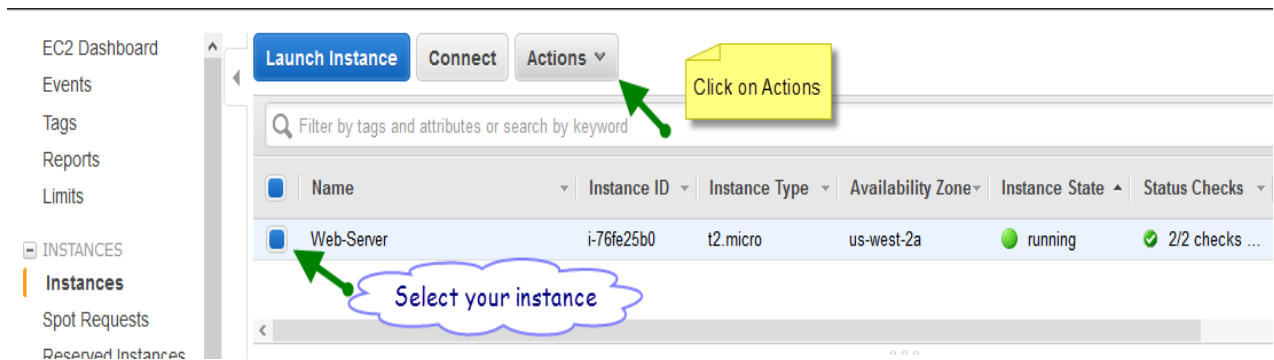 EC2 Dashboard
Events
Tags
Reports
Limits
INSTANCES
Instances
Spot Requests
Reserved Instances
Launch Instance Connect Actions
Click on Actions
Filter by tags and attributes or search by keyword
Name Instance ID Instance Type Availability Zone Instance State Status Checks
Web-Server i-76fe25b0 t2.micro us-west-2a running 2/2 checks ...
Select your instance